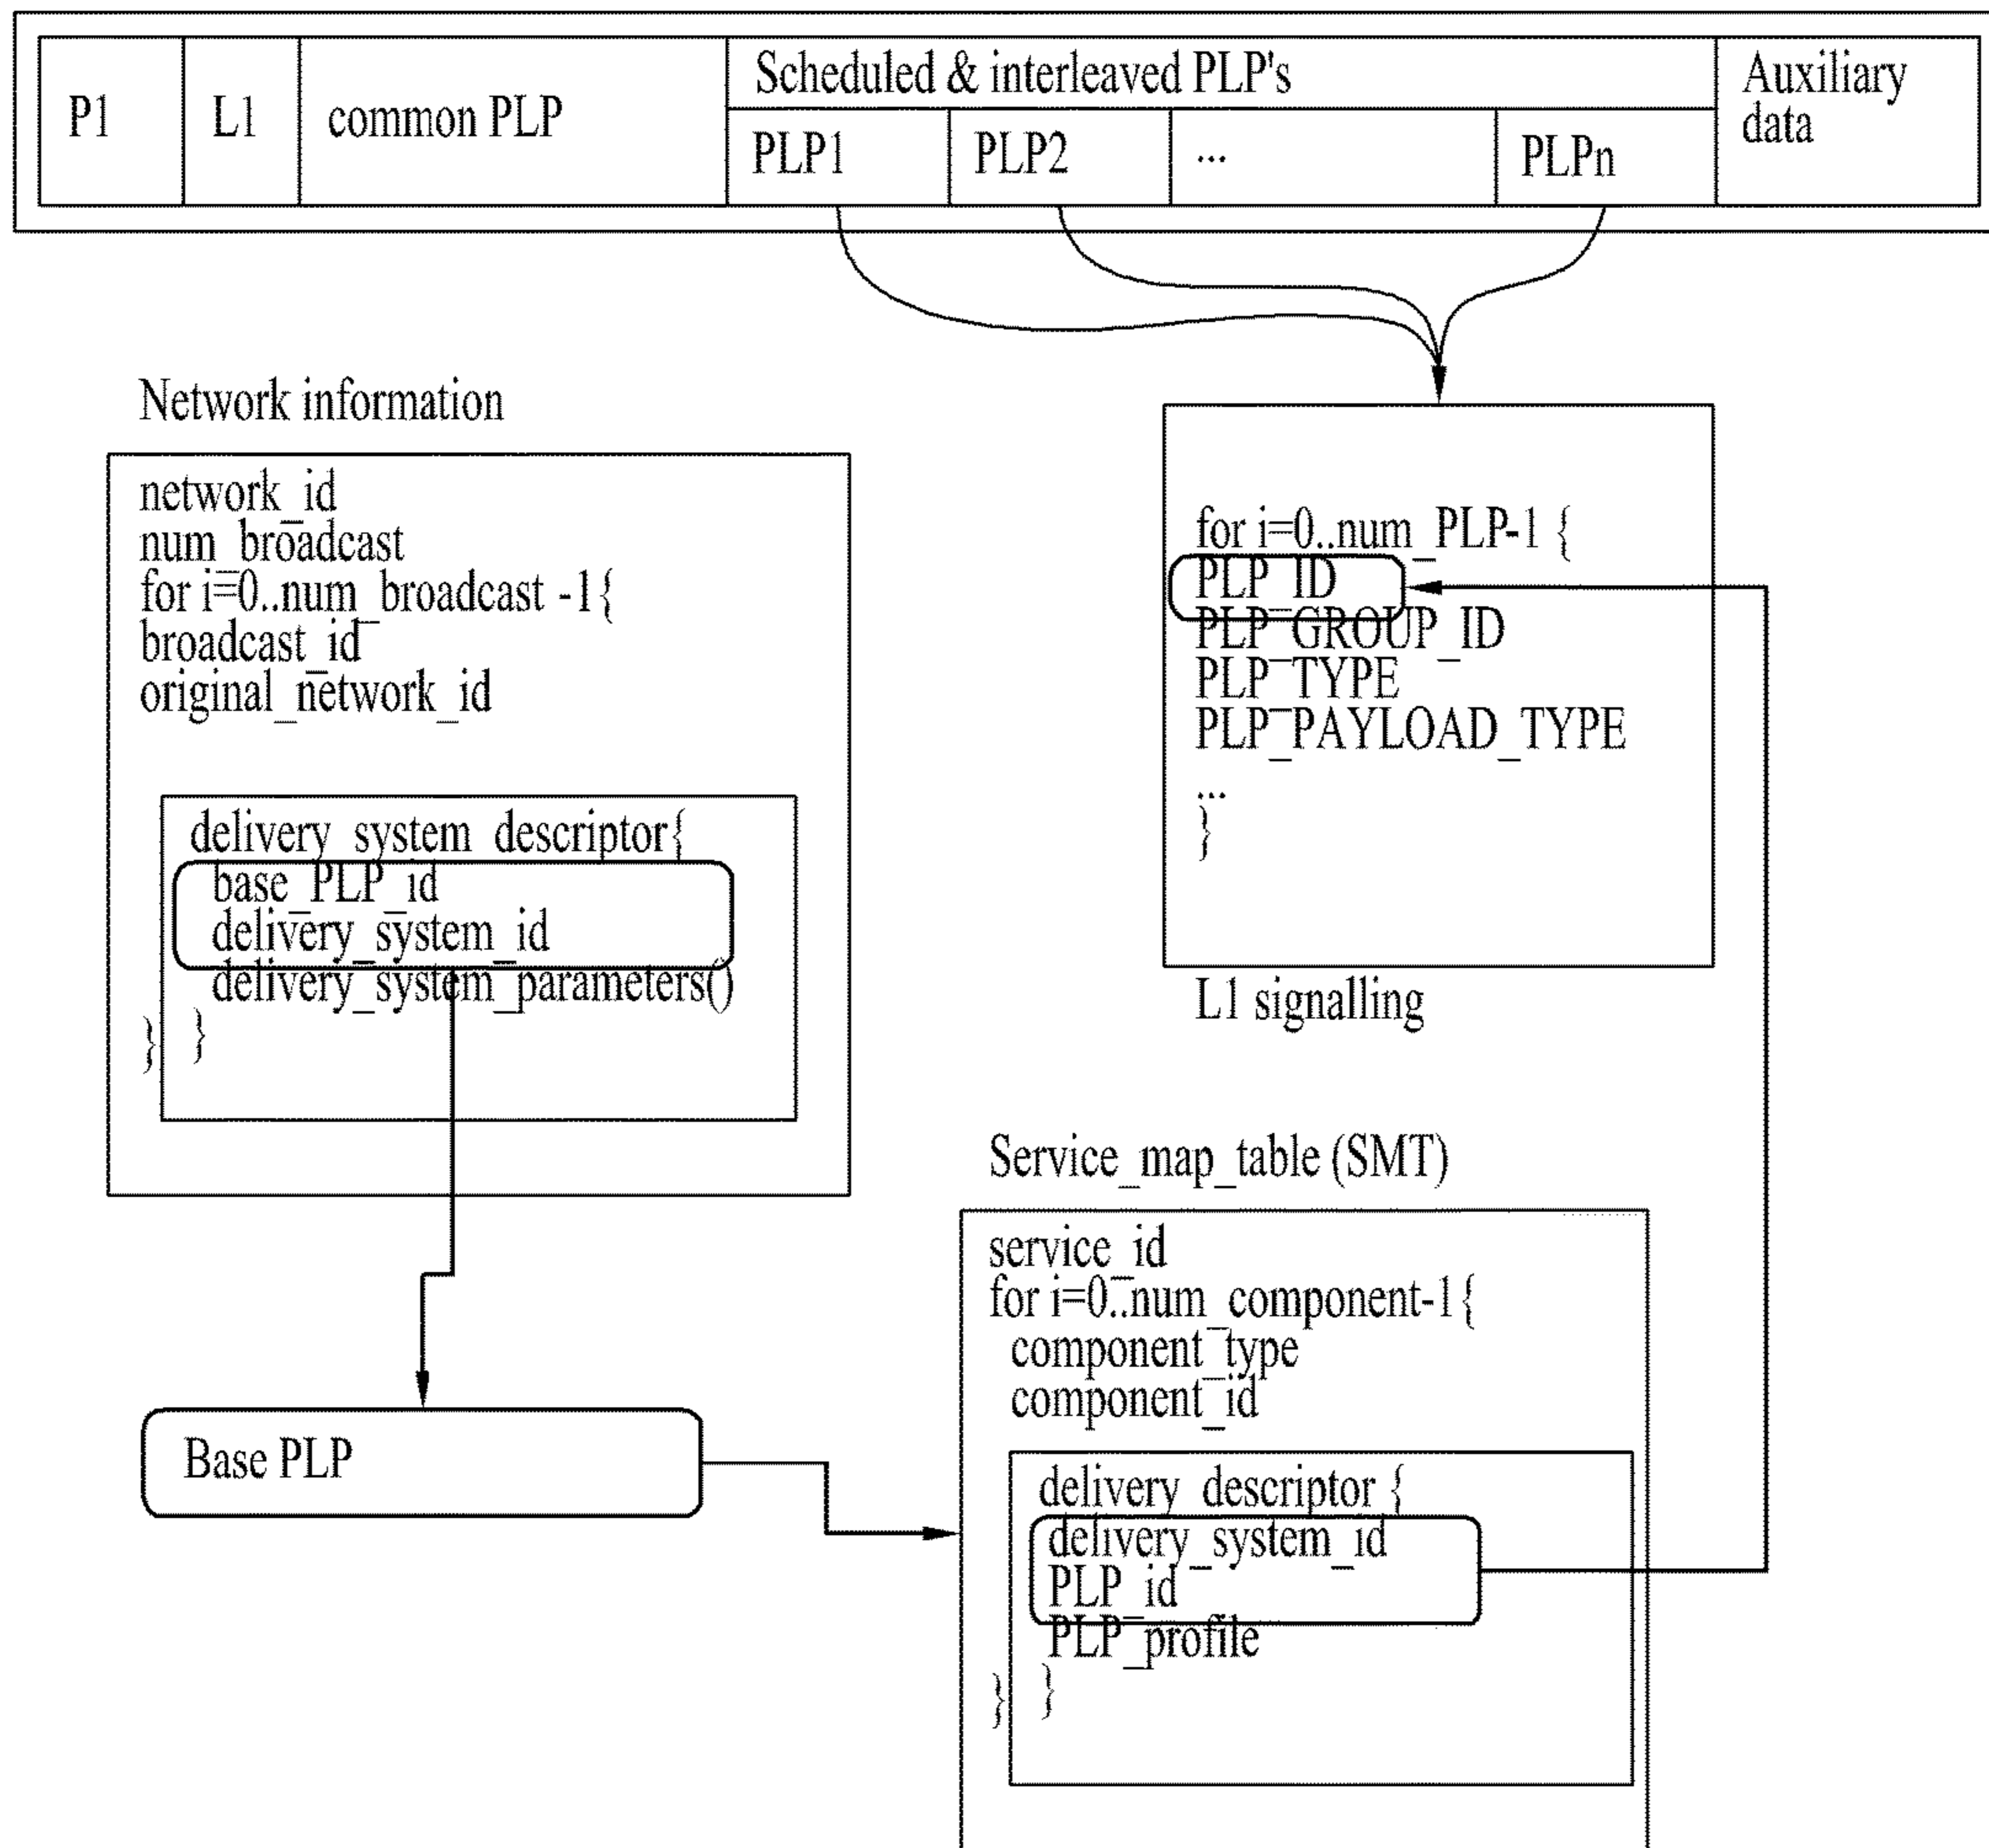 P1
L1
common PLP
Scheduled & interleaved PLP's
PLP1
PLP2
...
PLPn
Auxiliary
data
Network information
network_id
num_broadcast
for i=0..num_broadcast -1{
broadcast_id
original_network_id
delivery_system_descriptor{
base_PLP_id
delivery_system_id
delivery_system_parameters()
} }
for i=0..num_PLP-1 {
PLP_ID
PLP_GROUP_ID
PLP_TYPE
PLP_PAYLOAD_TYPE
...
}
L1 signalling
Base PLP
Service_map_table (SMT)
service_id
for i=0..num_component-1{
component_type
component_id
delivery_descriptor {
delivery_system_id
PLP_id
PLP_profile
} }